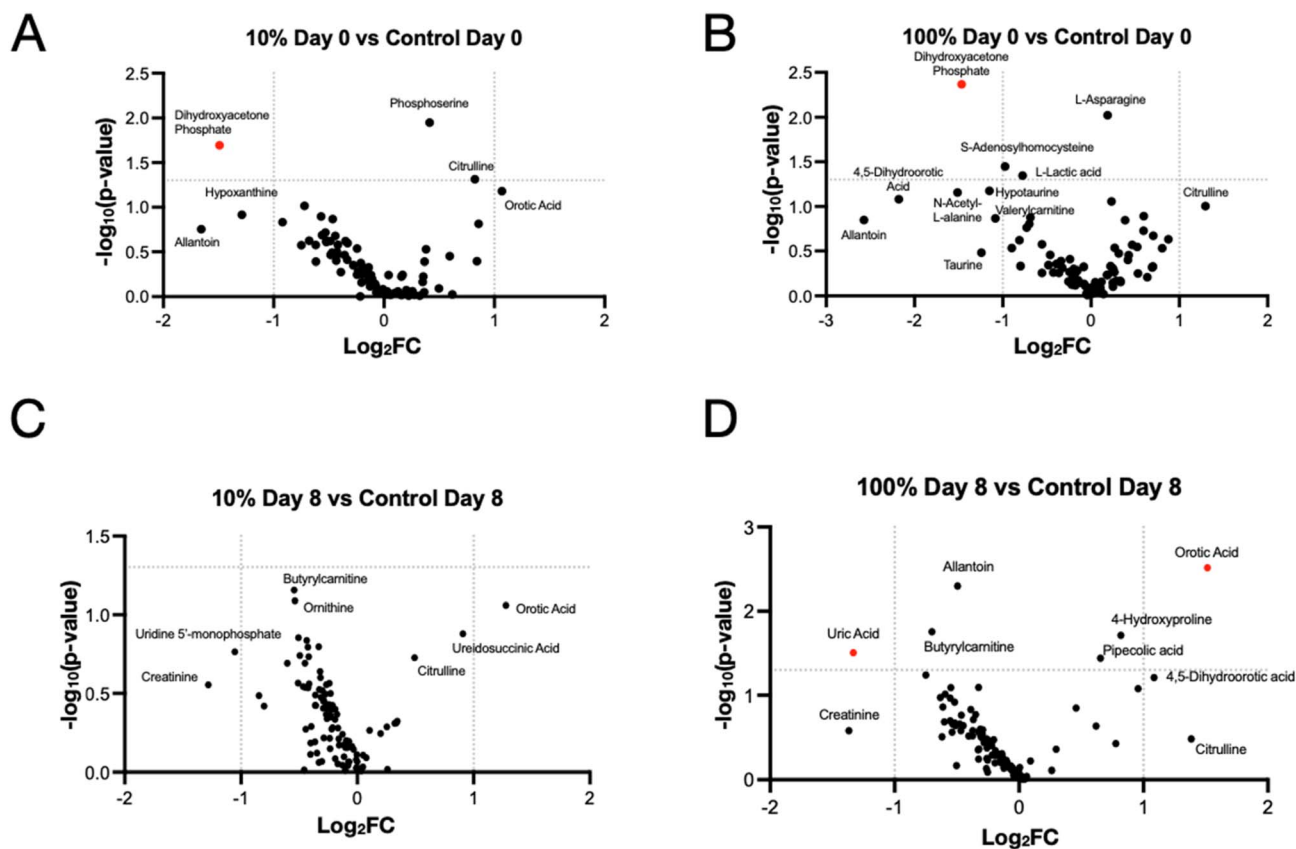 A
10% Day 0 vs Control Day 0
2.5
2.0
1.5
1.0
0.5
0.0
-log₁₀(p-value)
Dihydroxyacetone
Phosphate
Phosphoserine
Citrulline
Orotic Acid
Hypoxanthine
Allantoin
-2
-1
0
1
2
Log₂FC
B
100% Day 0 vs Control Day 0
2.5
2.0
1.5
1.0
0.5
0.0
-log₁₀(p-value)
Dihydroxyacetone
Phosphate
L-Asparagine
S-Adenosylhomocysteine
4,5-Dihydroorotic
Acid
L-Lactic acid
Hypotaurine
Citrulline
N-Acetyl-
L-alanine
Valerylcarnitine
Allantoin
Taurine
-3
-2
-1
0
1
2
Log₂FC
C
10% Day 8 vs Control Day 8
1.5
1.0
0.5
0.0
-log₁₀(p-value)
Butyrylcarnitine
Ornithine
Orotic Acid
Uridine 5'-monophosphate
Ureidosuccinic Acid
Citrulline
Creatinine
-2
-1
0
1
2
Log₂FC
D
100% Day 8 vs Control Day 8
3
2
1
0
-log₁₀(p-value)
Allantoin
Orotic Acid
4-Hydroxyproline
Uric Acid
Butyrylcarnitine
Pipecolic acid
4,5-Dihydroorotic acid
Creatinine
Citrulline
-2
-1
0
1
2
Log₂FC